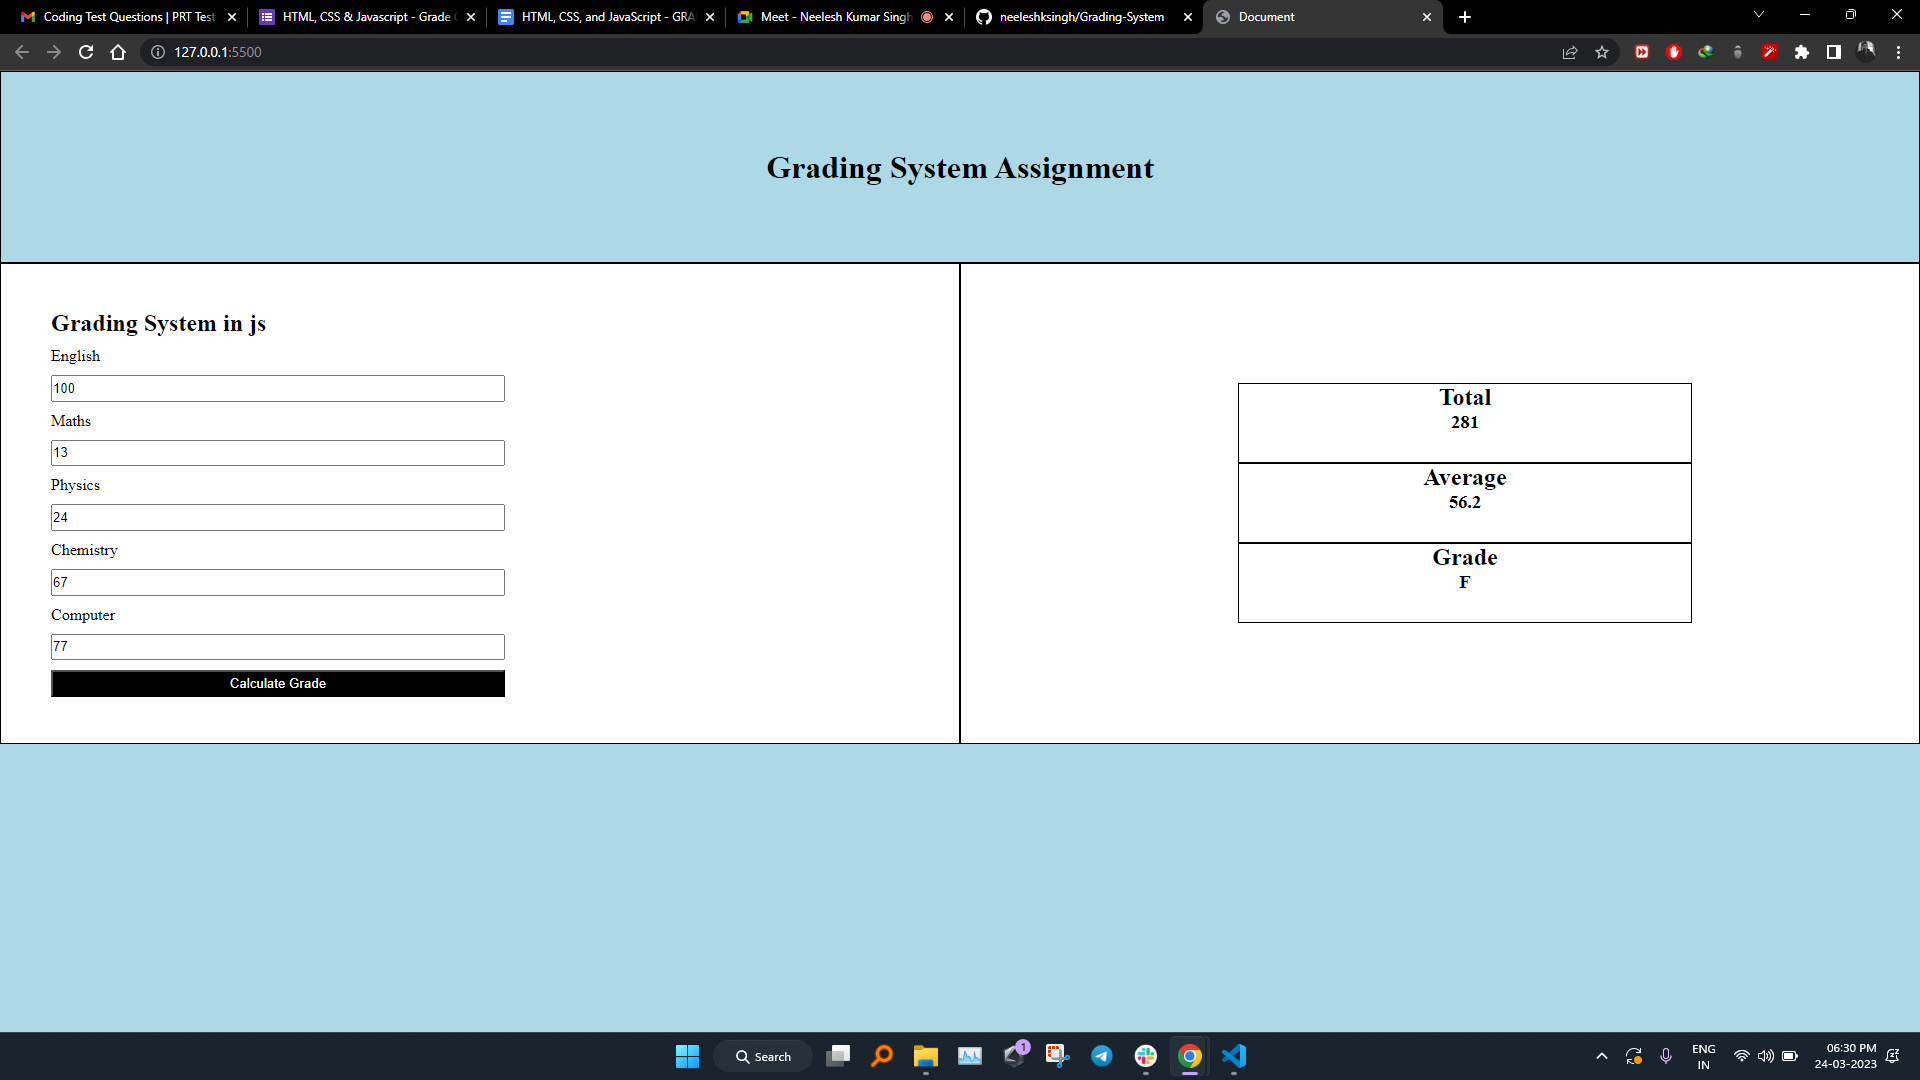 Coding Test Questions | PRT Test
HTML, CSS & Javascript - Grade
HTML, CSS, and JavaScript - GRA
Meet - Neelesh Kumar Singh
neeleshksingh/Grading-System
Document
127.0.0.1:5500
Grading System Assignment
Grading System in js
English
100
Maths
13
Physics
24
Chemistry
67
Computer
77
Calculate Grade
Total
281
Average
56.2
Grade
F
Search
1
ENG
IN
06:30 PM
24-03-2023